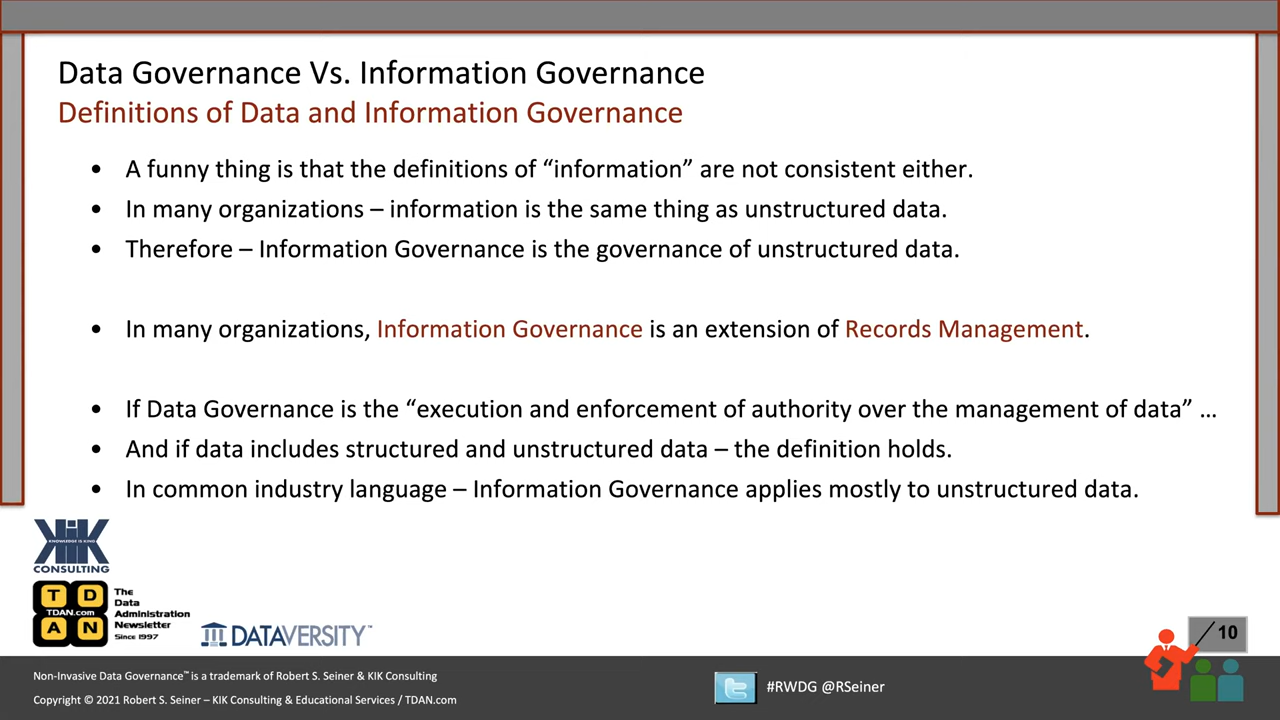 Data Governance Vs. Information Governance
Definitions of Data and Information Governance
• A funny thing is that the definitions of “information” are not consistent either.
• In many organizations – information is the same thing as unstructured data.
• Therefore – Information Governance is the governance of unstructured data.
• In many organizations, Information Governance is an extension of Records Management.
• If Data Governance is the “execution and enforcement of authority over the management of data” …
• And if data includes structured and unstructured data – the definition holds.
• In common industry language – Information Governance applies mostly to unstructured data.
KIK
KNOWLEDGE IS KING
CONSULTING
T D
TDAN.com
A N
The
Data
Administration
Newsletter
Since 1997
DATAVERSITY™
10
Non-Invasive Data Governance™ is a trademark of Robert S. Seiner & KIK Consulting
Copyright © 2021 Robert S. Seiner – KIK Consulting & Educational Services / TDAN.com
#RWDG @RSeiner